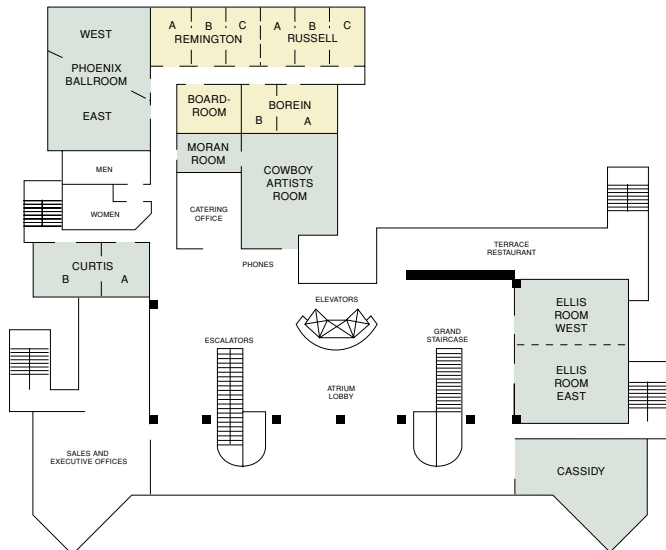 WEST
PHOENIX
BALLROOM
EAST
A B C
REMINGTON
A B C
RUSSELL
BOARD-
ROOM
BOREIN
B A
MORAN
ROOM
COWBOY
ARTISTS
ROOM
MEN
WOMEN
CATERING
OFFICE
CURTIS
B A
PHONES
TERRACE
RESTAURANT
ELEVATORS
ELLIS
ROOM
WEST
ESCALATORS
GRAND
STAIRCASE
ELLIS
ROOM
EAST
ATRIUM
LOBBY
SALES AND
EXECUTIVE OFFICES
CASSIDY